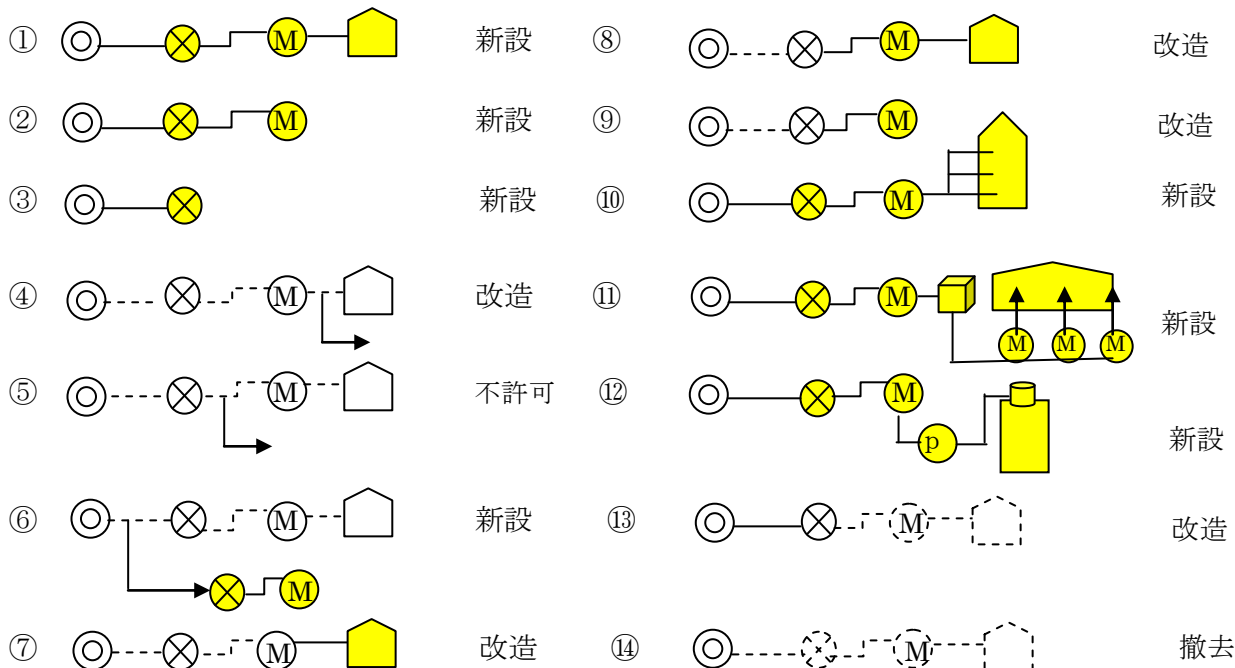 ① M 新設
② M 新設
③ 新設
④ M 改造
⑤ M 不許可
⑥ M 新設
M
⑦ M 改造
⑧ M 改造
⑨ M 改造
⑩ M 新設
⑪ M 新設
M M M
⑫ M 新設
p
⑬ M 改造
⑭ M 撤去